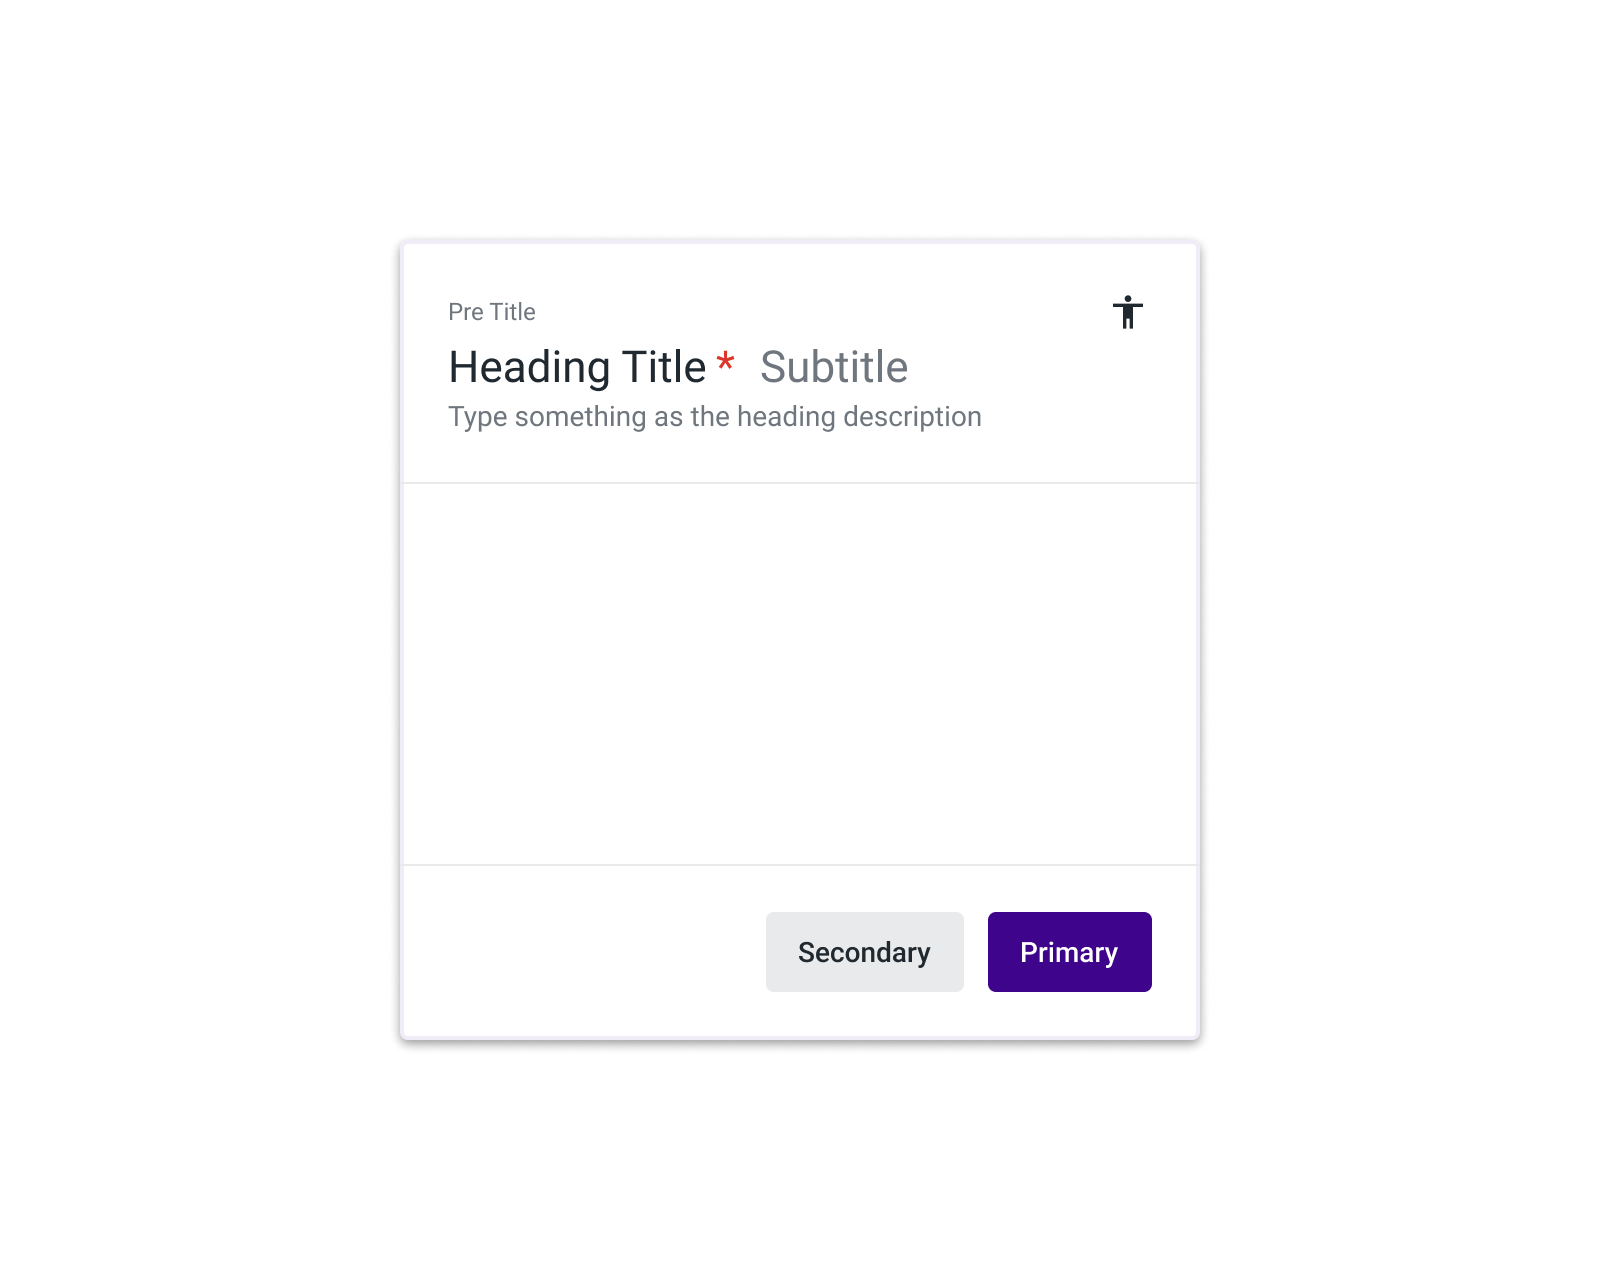 Pre Title
Heading Title * Subtitle
Type something as the heading description
Secondary Primary